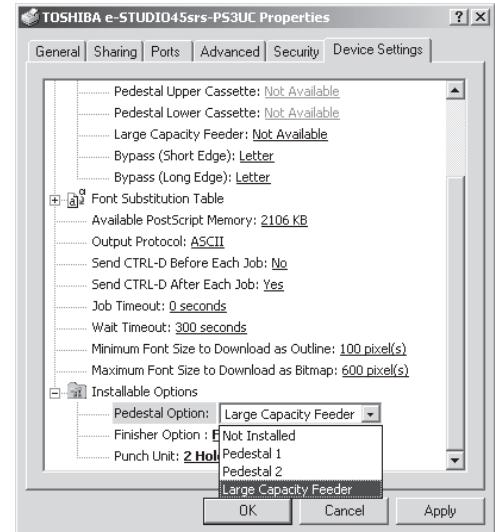 TOSHIBA e-STUDIO45srs-PS3UC Properties
General Sharing Ports Advanced Security Device Settings
Pedestal Upper Cassette: Not Available
Pedestal Lower Cassette: Not Available
Large Capacity Feeder: Not Available
Bypass (Short Edge): Letter
Bypass (Long Edge): Letter
Font Substitution Table
Available PostScript Memory: 2106 KB
Output Protocol: ASCII
Send CTRL-D Before Each Job: No
Send CTRL-D After Each Job: Yes
Job Timeout: 0 seconds
Wait Timeout: 300 seconds
Minimum Font Size to Download as Outline: 100 pixel(s)
Maximum Font Size to Download as Bitmap: 600 pixel(s)
Installable Options
Pedestal Option: Large Capacity Feeder
Finisher Option :
Not Installed
Punch Unit: 2
Pedestal 1
Pedestal 2
Large Capacity Feeder
OK Cancel Apply